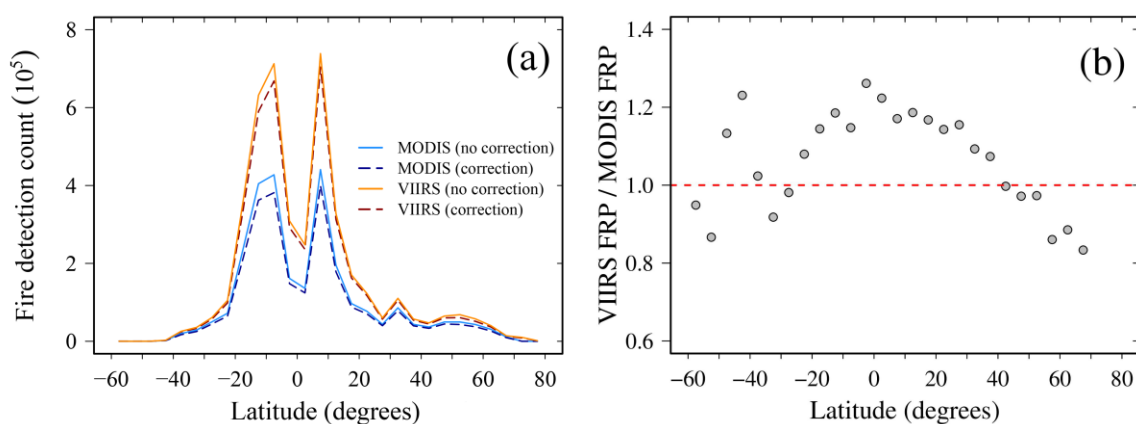 Fire detection count (10⁵)
8
6
4
2
0
(a)
MODIS (no correction)
MODIS (correction)
VIIRS (no correction)
VIIRS (correction)
−60 −40 −20 0 20 40 60 80
Latitude (degrees)
VIIRS FRP / MODIS FRP
1.4
1.2
1.0
0.8
0.6
(b)
−60 −40 −20 0 20 40 60 80
Latitude (degrees)